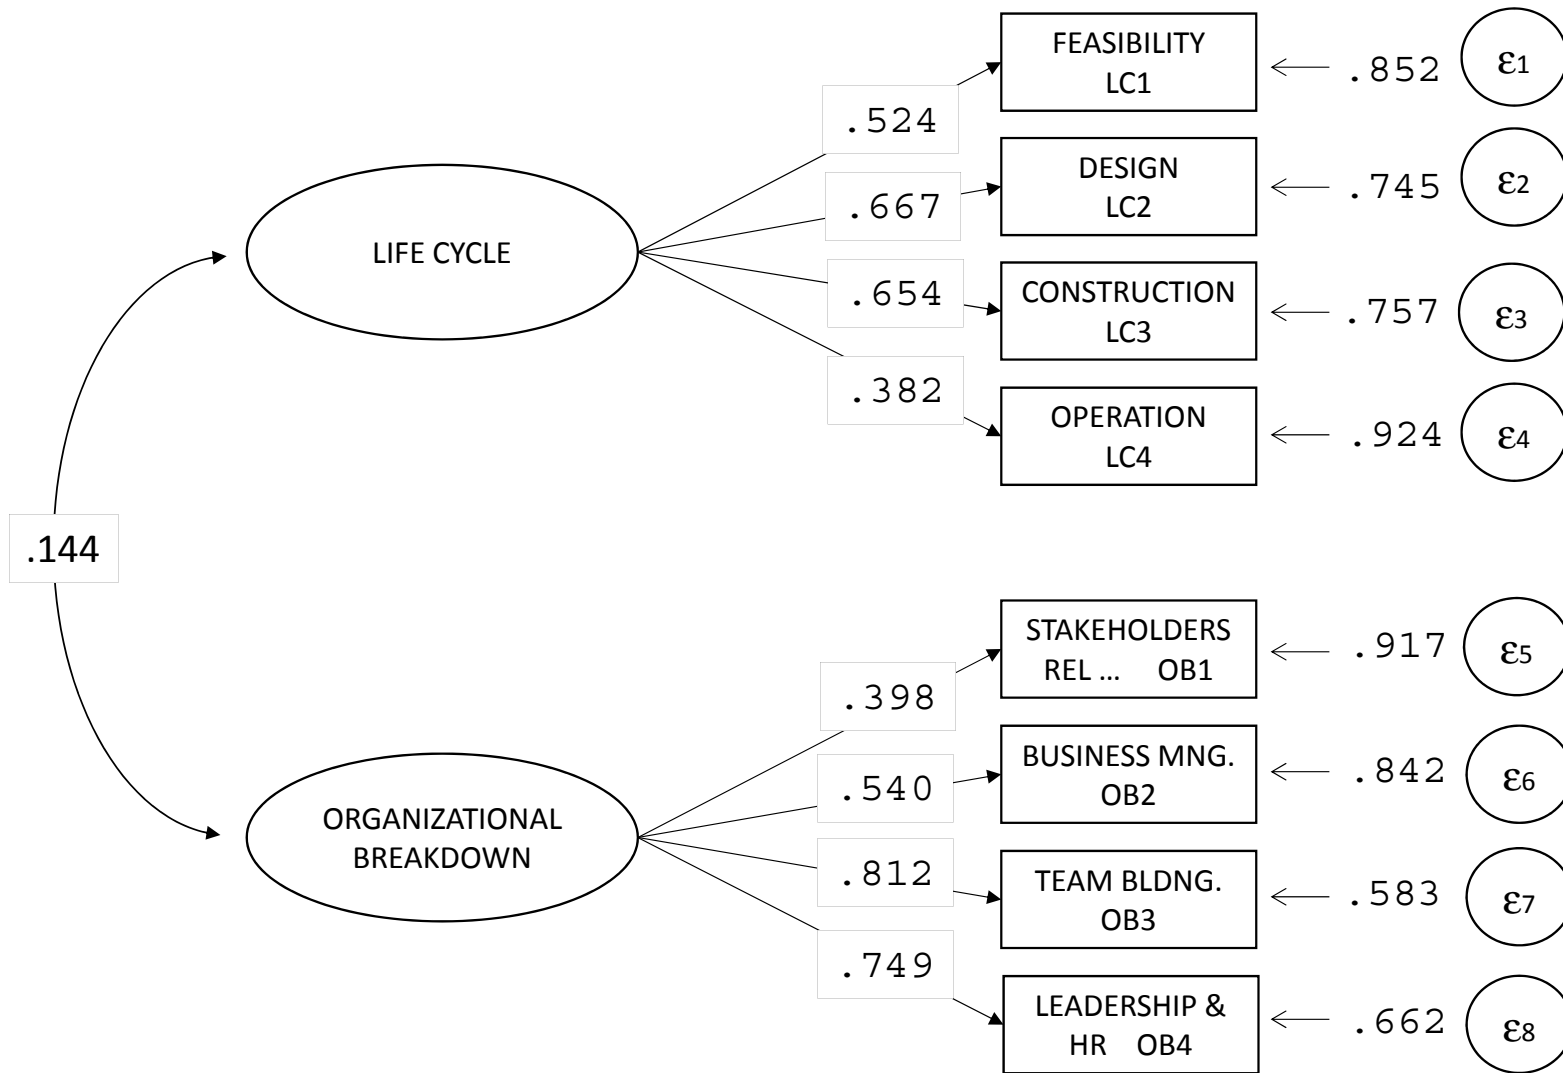 FEASIBILITY
LC1
.852
ε1
.524
DESIGN
LC2
.745
ε2
.667
LIFE CYCLE
CONSTRUCTION
LC3
.757
ε3
.654
OPERATION
LC4
.924
ε4
.382
.144
STAKEHOLDERS
REL ... OB1
.917
ε5
.398
BUSINESS MNG.
OB2
.842
ε6
.540
ORGANIZATIONAL
BREAKDOWN
TEAM BLDNG.
OB3
.583
ε7
.812
LEADERSHIP &
HR OB4
.662
ε8
.749